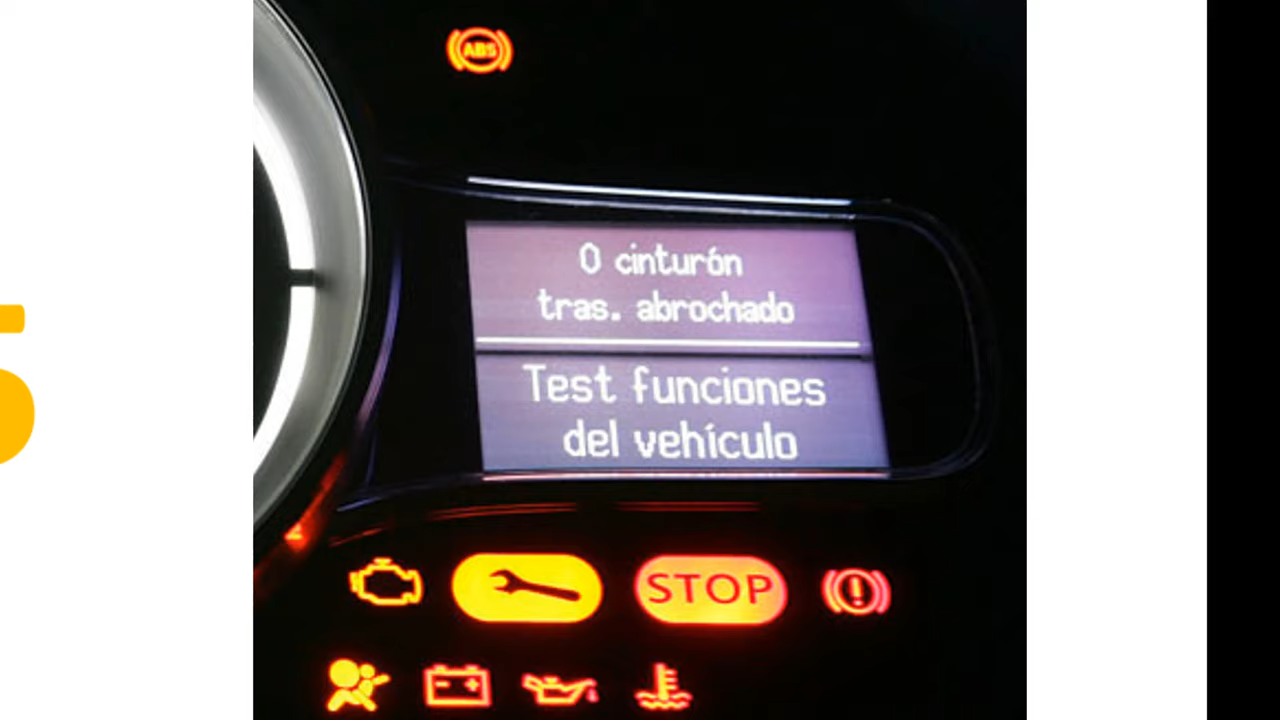 ABS
0 cinturón
tras. abrochado
Test funciones
del vehículo
STOP